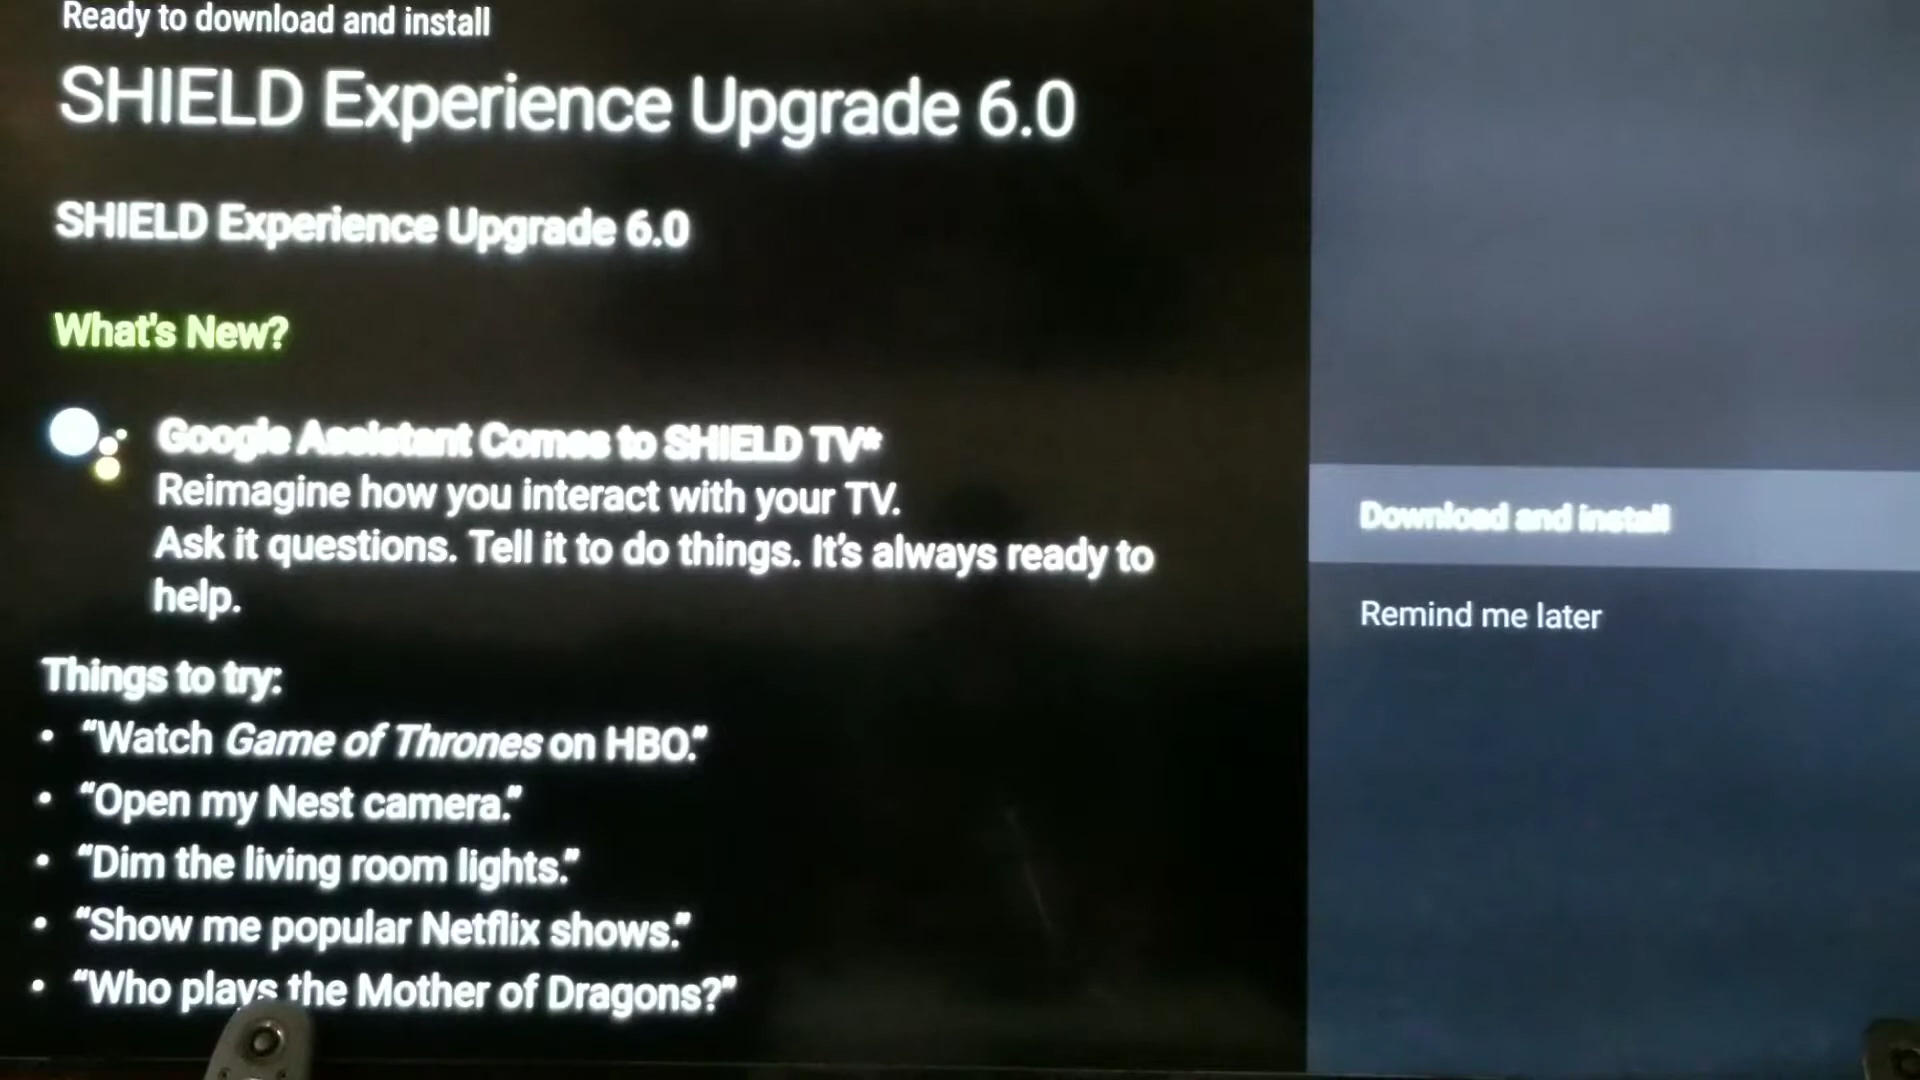 Ready to download and install
SHIELD Experience Upgrade 6.0
SHIELD Experience Upgrade 6.0
What's New?
Google Assistant Comes to SHIELD TV*
Reimagine how you interact with your TV.
Ask it questions. Tell it to do things. It's always ready to
help.
Things to try:
• “Watch Game of Thrones on HBO.”
• “Open my Nest camera.”
• “Dim the living room lights.”
• “Show me popular Netflix shows.”
• “Who plays the Mother of Dragons?”
Download and install
Remind me later